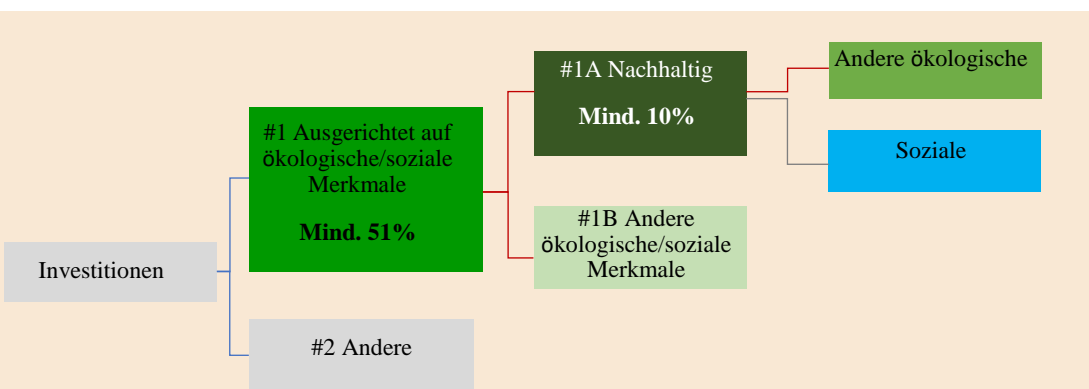 Investitionen
#1 Ausgerichtet auf
ökologische/soziale
Merkmale
Mind. 51%
#2 Andere
#1A Nachhaltig
Mind. 10%
#1B Andere
ökologische/soziale
Merkmale
Andere ökologische
Soziale